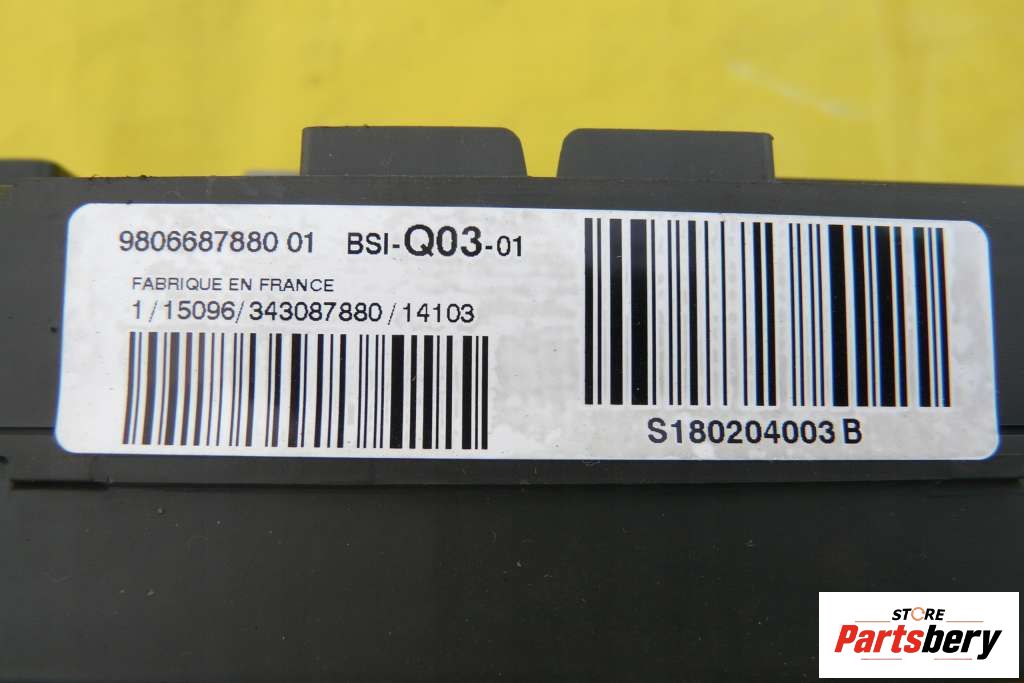 9806687880 01 BSI-Q03-01
FABRIQUE EN FRANCE
1/15096/343087880/14103
S180204003 B
STORE
Partsbery